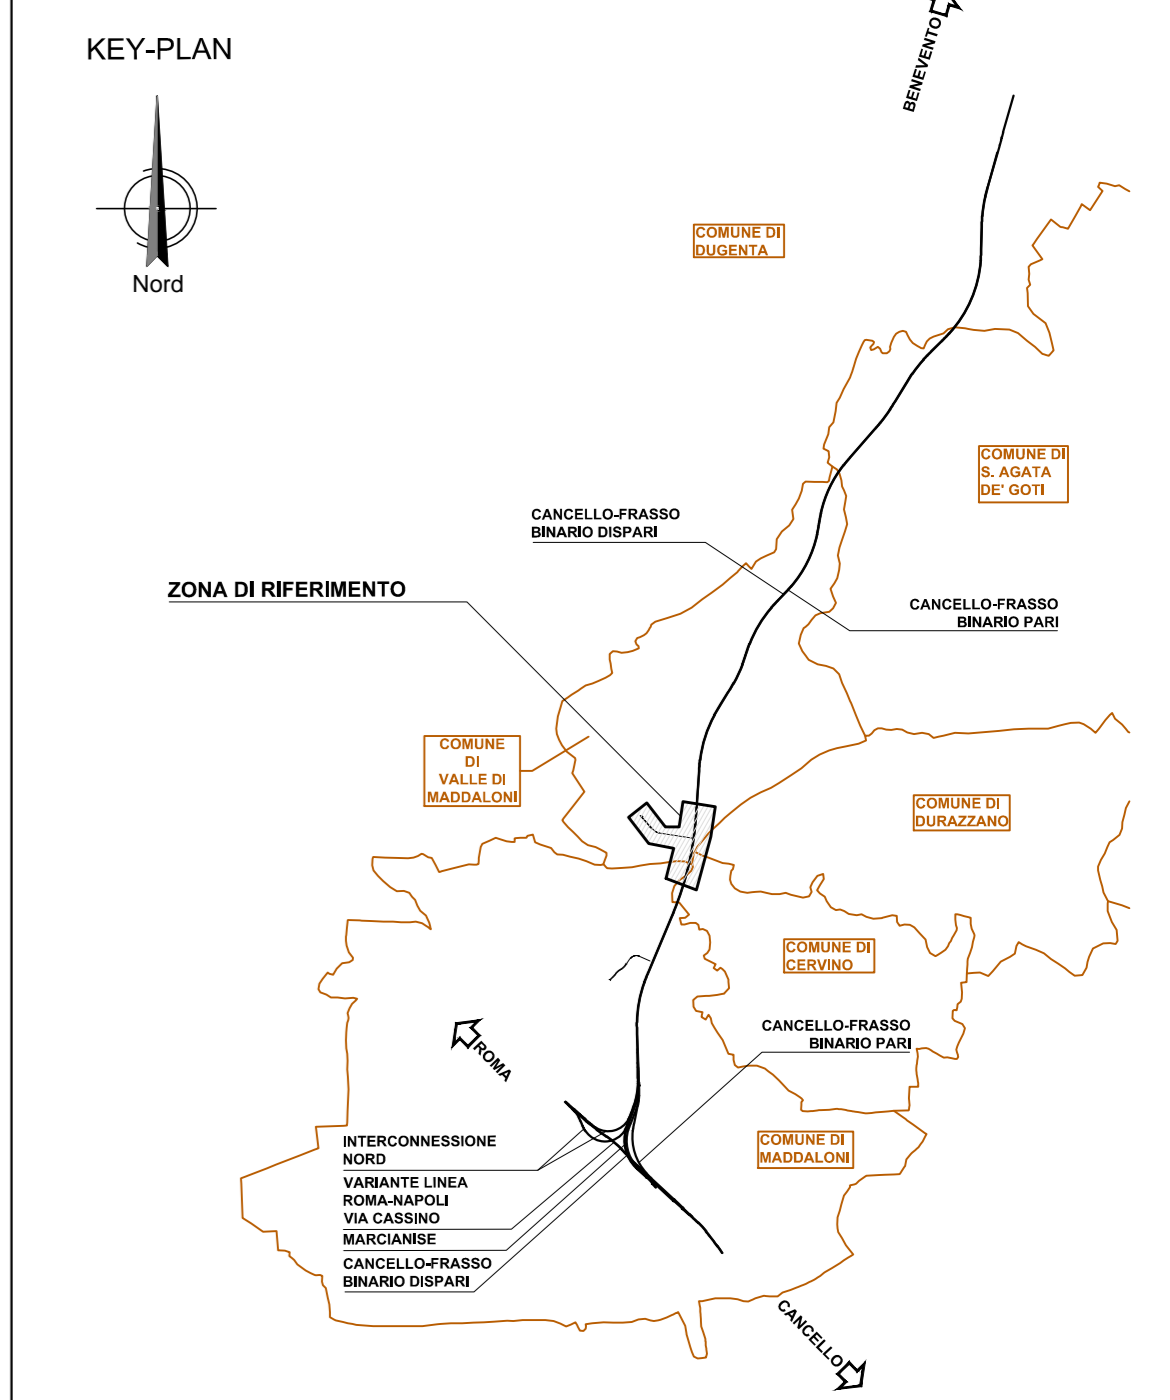 KEY-PLAN
BENEVENTO
Nord
COMUNE DI
DUGENTA
COMUNE DI
S. AGATA
DE' GOTI
CANCELLO-FRASSO
BINARIO DISPARI
ZONA DI RIFERIMENTO
CANCELLO-FRASSO
BINARIO PARI
COMUNE
DI
VALLE DI
MADDALONI
COMUNE DI
DURAZZANO
COMUNE DI
CERVINO
CANCELLO-FRASSO
BINARIO PARI
ROMA
INTERCONNESSIONE
NORD
VARIANTE LINEA
ROMA-NAPOLI
VIA CASSINO
MARCIANISE
CANCELLO-FRASSO
BINARIO DISPARI
COMUNE DI
MADDALONI
CANCELLO